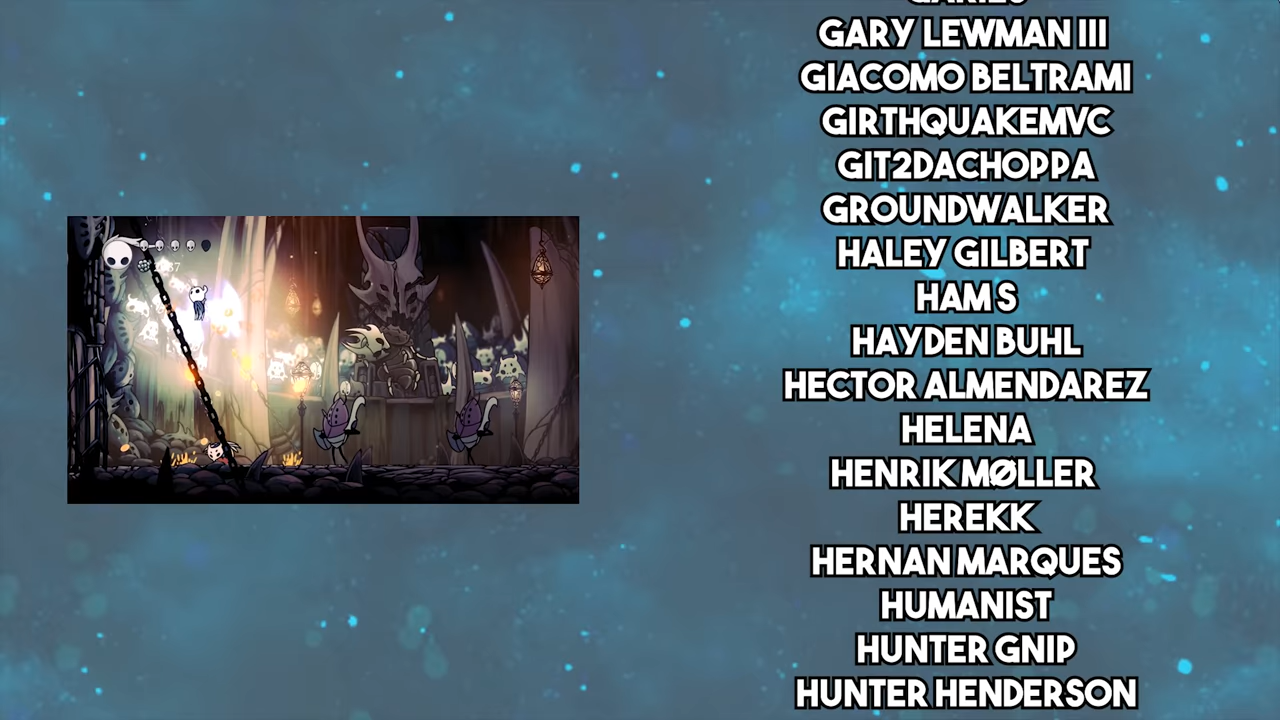 GARY LEWMAN III
GIACOMO BELTRAMI
GIRTHQUAKEMVC
GIT2DACHOPPA
GROUNDWALKER
HALEY GILBERT
HAM S
HAYDEN BUHL
HECTOR ALMENDAREZ
HELENA
HENRIK MØLLER
HEREKK
HERNAN MARQUES
HUMANIST
HUNTER GNIP
HUNTER HENDERSON